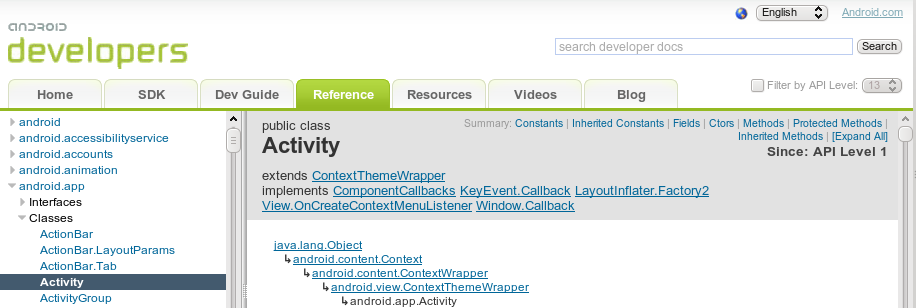 English Android.com
android
developers
search developer docs Search
Home SDK Dev Guide Reference Resources Videos Blog Filter by API Level: 13
android
android.accessibilityservice
android.accounts
android.animation
android.app
Interfaces
Classes
ActionBar
ActionBar.LayoutParams
ActionBar.Tab
Activity
ActivityGroup
public class
Activity
Summary: Constants | Inherited Constants | Fields | Ctors | Methods | Protected Methods |
Inherited Methods | [Expand All]
Since: API Level 1
extends ContextThemeWrapper
implements ComponentCallbacks KeyEvent.Callback LayoutInflater.Factory2
View.OnCreateContextMenuListener Window.Callback
java.lang.Object
↳android.content.Context
↳android.content.ContextWrapper
↳android.view.ContextThemeWrapper
↳android.app.Activity